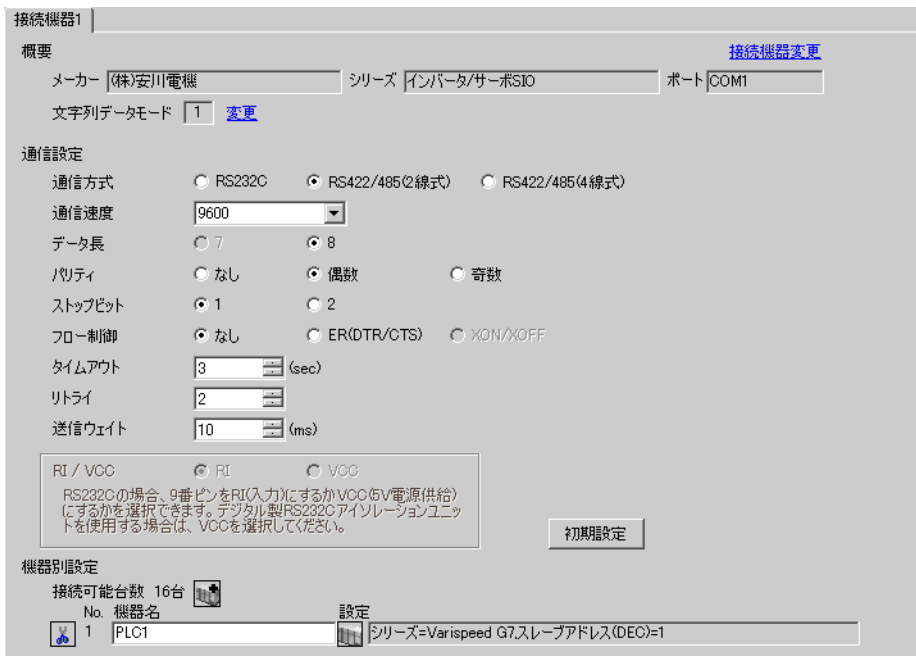 接続機器1
概要 接続機器変更
メーカー (株)安川電機 シリーズ インバータ/サーボSIO ポート COM1
文字列データモード 1 変更
通信設定
通信方式 RS232C RS422/485(2線式) RS422/485(4線式)
通信速度 9600
データ長 7 8
パリティ なし 偶数 奇数
ストップビット 1 2
フロー制御 なし ER(DTR/CTS) XON/XOFF
タイムアウト 3 (sec)
リトライ 2
送信ウェイト 10 (ms)
RI / VCC RI VCC
RS232Cの場合、9番ピンをRI(入力)にするかVCC(5V電源供給)
にするかを選択できます。デジタル製RS232Cアイソレーションユニッ
トを使用する場合は、VCCを選択してください。
初期設定
機器別設定
接続可能台数 16台
No. 機器名 設定
1 PLC1 シリーズ=Varispeed G7,スレーブアドレス(DEC)=1